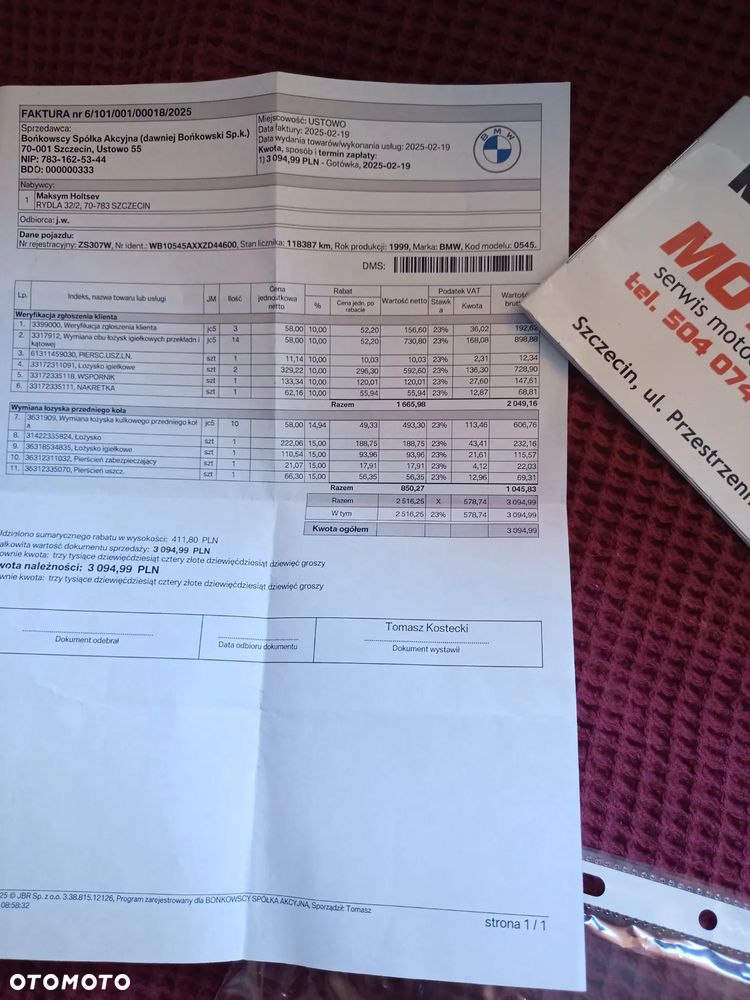 FAKTURA nr 6/101/001/00018/2025
Sprzedawca:
Bońkowscy Spółka Akcyjna (dawniej Bońkowski Sp.k.)
70-001 Szczecin, Ustowo 55
NIP: 783-162-53-44
BDO: 000000333
Miejscowość: USTOWO
Data faktury: 2025-02-19
Data wydania towarów/wykonania usług: 2025-02-19
Kwota, sposób i termin zapłaty:
1) 3 094,99 PLN - Gotówka, 2025-02-19
BMW
Nabywcy:
1 Maksym Holtsev
RYDLA 32/2, 70-783 SZCZECIN
Odbiorca: j.w.
Dane pojazdu:
Nr rejestracyjny: ZS307W, Nr ident.: WB10545AXXZD44600, Stan licznika: 118387 km, Rok produkcji: 1999, Marka: BMW, Kod modelu: 0545.
DMS:
Lp. Indeks, nazwa towaru lub usługi JM Ilość Cena jednostkowa netto Rabat % Cena jedn. po rabacie Wartość netto Podatek VAT Stawka Kwota Wartość
Weryfikacja zgłoszenia klienta
1. 3399000, Weryfikacja zgłoszenia klienta jc5 3 58,00 10,00 52,20 156,60 23% 36,02 192,62
2. 3317912, Wymiana obu łożysk igiełkowych przekładni kątowej jc5 14 58,00 10,00 52,20 730,80 23% 168,08 898,88
3. 61311459030, PIERSC.USZ.LN. szt 1 11,14 10,00 10,03 10,03 23% 2,31 12,34
4. 33172311091, Łożysko igiełkowe szt 2 329,22 10,00 296,30 592,60 23% 136,30 728,90
5. 33172335118, WSPORNIK szt 1 133,34 10,00 120,01 120,01 23% 27,60 147,61
6. 33172335111, NAKRETKA szt 1 62,16 10,00 55,94 55,94 23% 12,87 68,81
Razem 1 665,98 2 049,16
Wymiana łożyska przedniego koła
7. 3631909, Wymiana łożyska kulkowego przedniego koła jc5 10 58,00 14,94 49,33 493,30 23% 113,46 606,76
8. 31422335824, Łożysko szt 1 222,06 15,00 188,75 188,75 23% 43,41 232,16
9. 36318534835, Łożysko igiełkowe szt 1 110,54 15,00 93,96 93,96 23% 21,61 115,57
10. 36312311032, Pierścień zabezpieczający szt 1 21,07 15,00 17,91 17,91 23% 4,12 22,03
11. 36312335070, Pierścień uszcz. szt 1 66,30 15,00 56,35 56,35 23% 12,96 69,31
Razem 850,27 1 045,83
Razem 2 516,25 X 578,74 3 094,99
W tym 2 516,25 23% 578,74 3 094,99
Kwota ogółem 3 094,99
dzielono sumarycznego rabatu w wysokości: 411,80 PLN
ałkowita wartość dokumentu sprzedaży: 3 094,99 PLN
ownie kwota: trzy tysiące dziewięćdziesiąt cztery złote dziewięćdziesiąt dziewięć groszy
wota należności: 3 094,99 PLN
wnie kwota: trzy tysiące dziewięćdziesiąt cztery złote dziewięćdziesiąt dziewięć groszy
Tomasz Kostecki
Dokument odebrał
Data odbioru dokumentu
Dokument wystawił
25 © JBR Sp. z o.o. 3.38.815.12126, Program zarejestrowany dla BOŃKOWSCY SPÓŁKA AKCYJNA, Sporządził: Tomasz
08:58:32
strona 1 / 1
MO
serwis moto
tel. 504 074
Szczecin, ul. Przestrzen
OTOMOTO